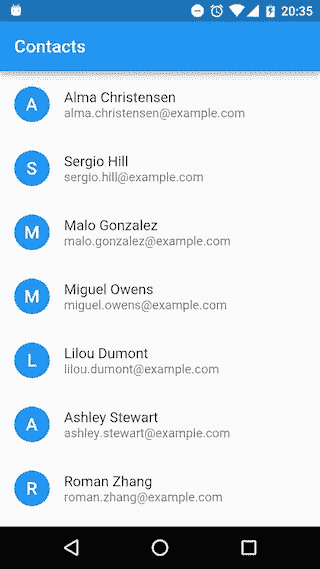 20:35
Contacts
A
Alma Christensen
alma.christensen@example.com
S
Sergio Hill
sergio.hill@example.com
M
Malo Gonzalez
malo.gonzalez@example.com
M
Miguel Owens
miguel.owens@example.com
L
Lilou Dumont
lilou.dumont@example.com
A
Ashley Stewart
ashley.stewart@example.com
R
Roman Zhang
roman.zhang@example.com